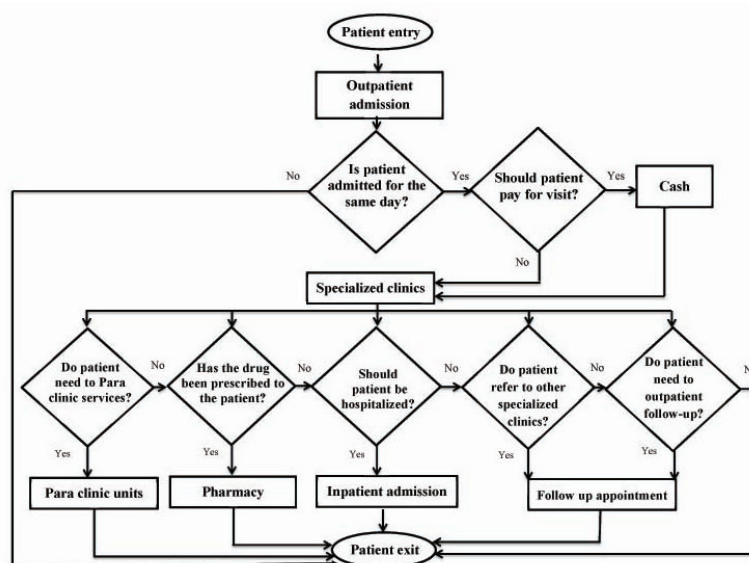 Patient entry
Outpatient
admission
No
Is patient
admitted for the
same day?
Yes
Should patient
pay for visit?
Yes
Cash
No
Specialized clinics
Do patient
need to Para
clinic services?
No
Has the drug
been prescribed to
the patient?
No
Should
patient be
hospitalized?
No
Do patient
refer to other
specialized
clinics?
No
Do patient
need to
outpatient
follow-up?
Yes
Yes
Yes
Yes
Yes
Para clinic units
Pharmacy
Inpatient admission
Follow up appointment
Patient exit